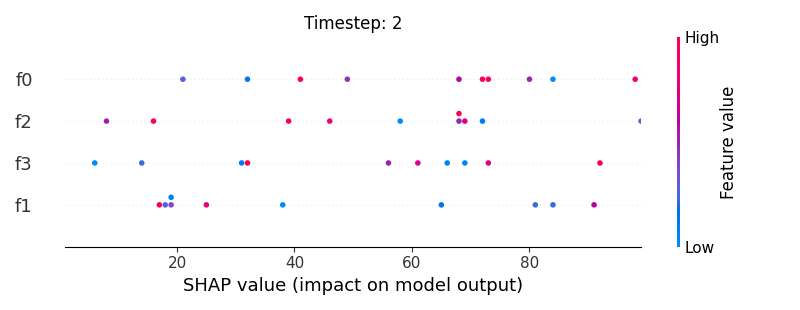 Timestep: 2
High
f0
f2
f3
f1
Feature value
Low
20 40 60 80
SHAP value (impact on model output)